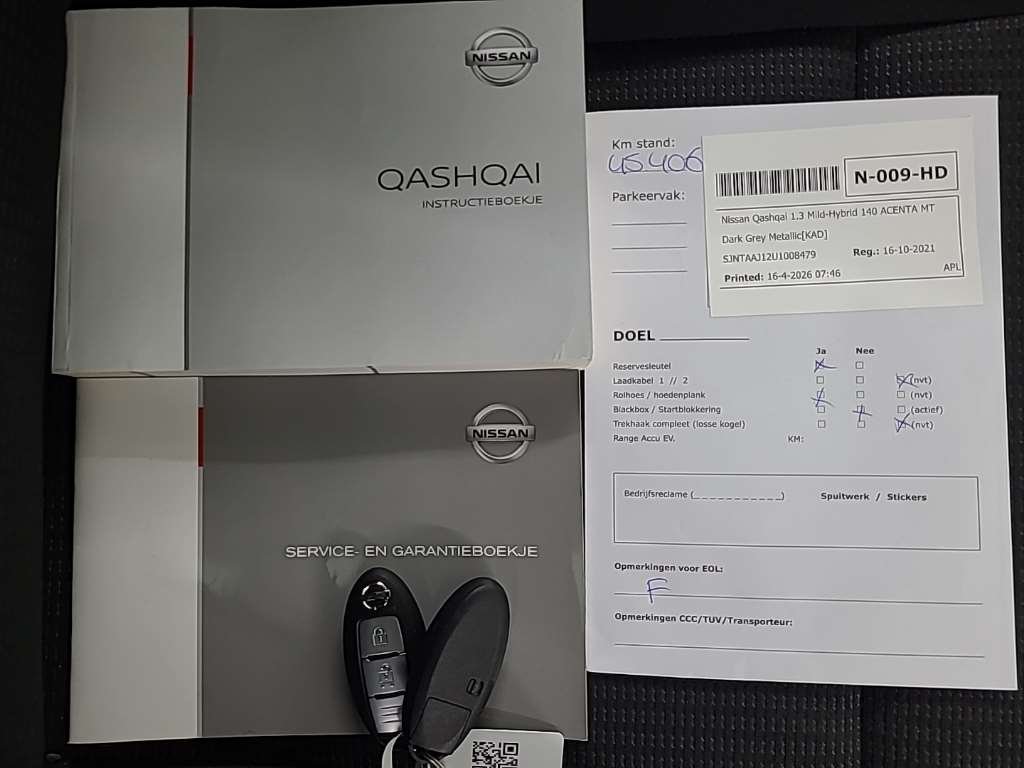 NISSAN
QASHQAI
INSTRUCTIEBOEKJE
NISSAN
SERVICE- EN GARANTIEBOEKJE
Km stand:
45406
Parkeervak:
N-009-HD
Nissan Qashqai 1.3 Mild-Hybrid 140 ACENTA MT
Dark Grey Metallic[KAD]
SJNTAAJ12U1008479 Reg.: 16-10-2021
Printed: 16-4-2026 07:46 APL
DOEL
Ja Nee
Reservesleutel
Laadkabel 1 // 2 (nvt)
Rolhoes / hoedenplank (nvt)
Blackbox / Startblokkering (actief)
Trekhaak compleet (losse kogel) (nvt)
Range Accu EV. KM:
Bedrijfsreclame (____________) Spuitwerk / Stickers
Opmerkingen voor EOL:
F
Opmerkingen CCC/TUV/Transporteur: